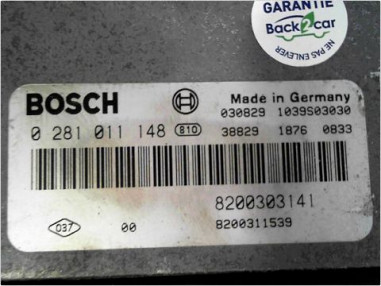 GARANTIE
Back2car
NE PAS ENLEVER
BOSCH
Made in Germany
030829 1039S03030
0 281 011 148 810 38829 1876 0833
8200303141
037 00 8200311539